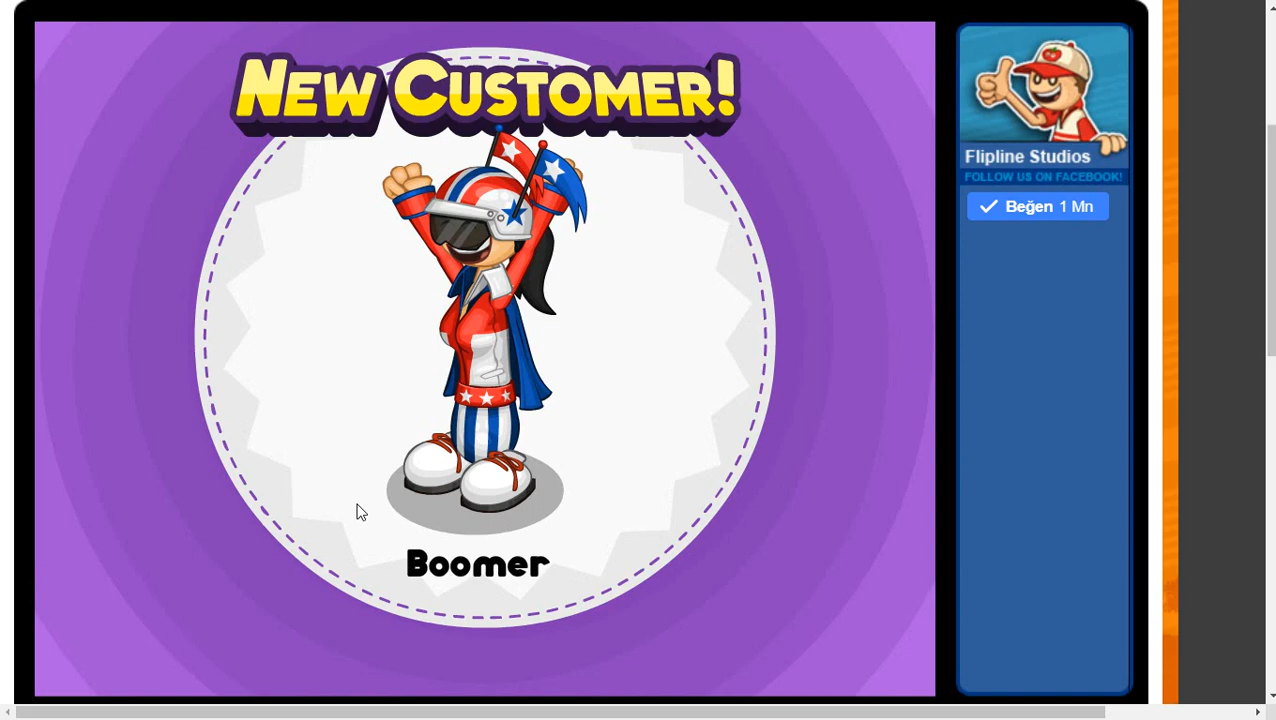 New Customer!
Boomer
Flipline Studios
FOLLOW US ON FACEBOOK!
Beğen 1 Mn